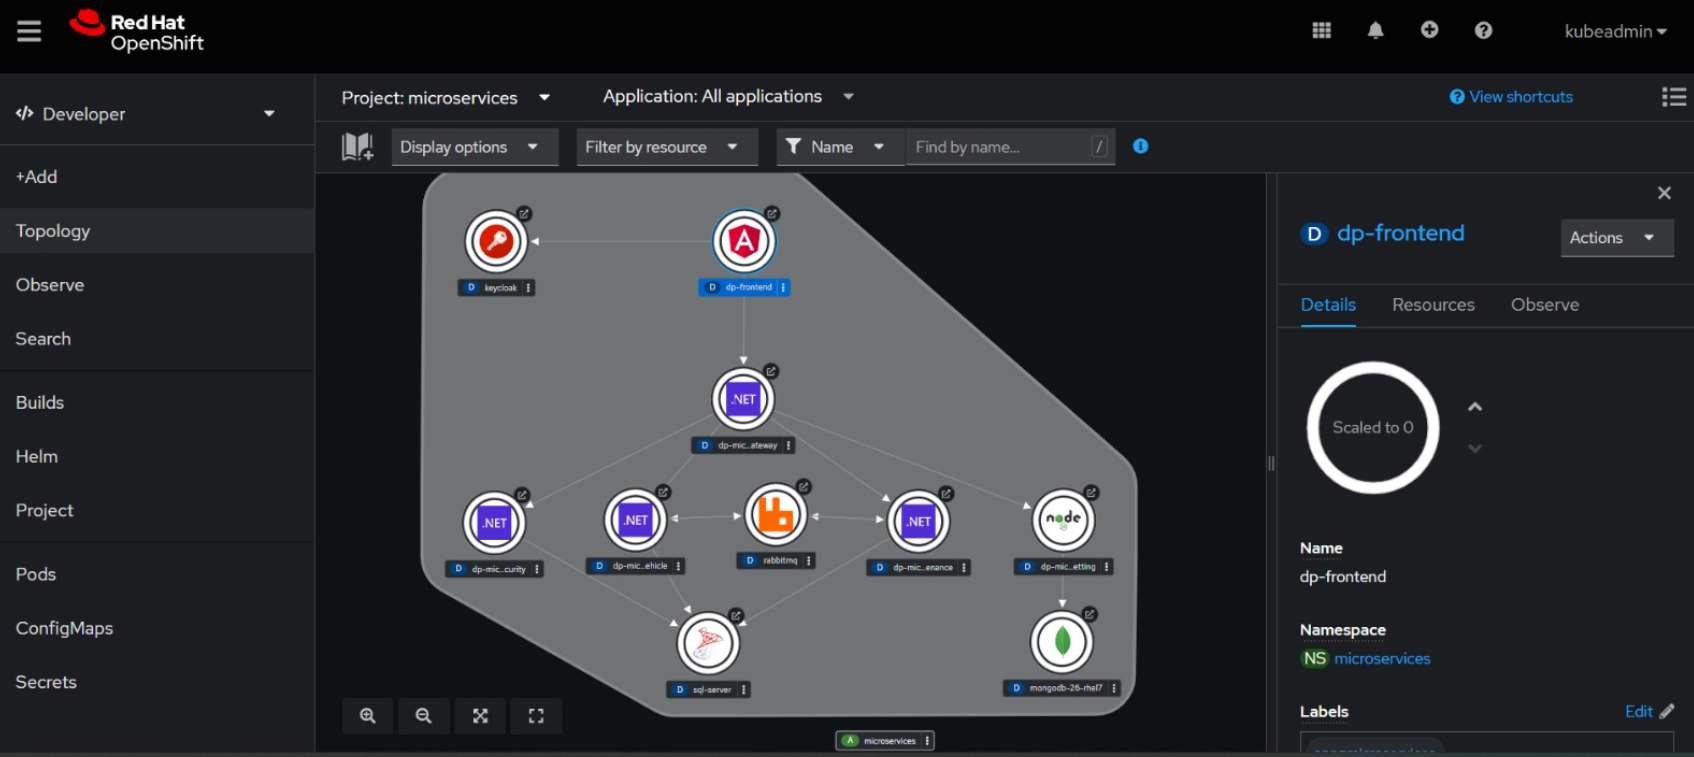 Red Hat
OpenShift
kubeadmin
Developer
+Add
Topology
Observe
Search
Builds
Helm
Project
Pods
ConfigMaps
Secrets
Project: microservices
Application: All applications
View shortcuts
Display options
Filter by resource
Name
Find by name...
/
D keycloak
A
D dp-frontend
.NET
D dp-mic...ateway
.NET
D dp-mic...curity
.NET
D dp-mic...ehicle
D rabbitmq
.NET
D dp-mic...enance
node
D dp-mic...etting
D sql-server
D mongodb-26-rhel7
A microservices
D dp-frontend
Actions
Details
Resources
Observe
Scaled to 0
Name
dp-frontend
Namespace
NS microservices
Labels
Edit